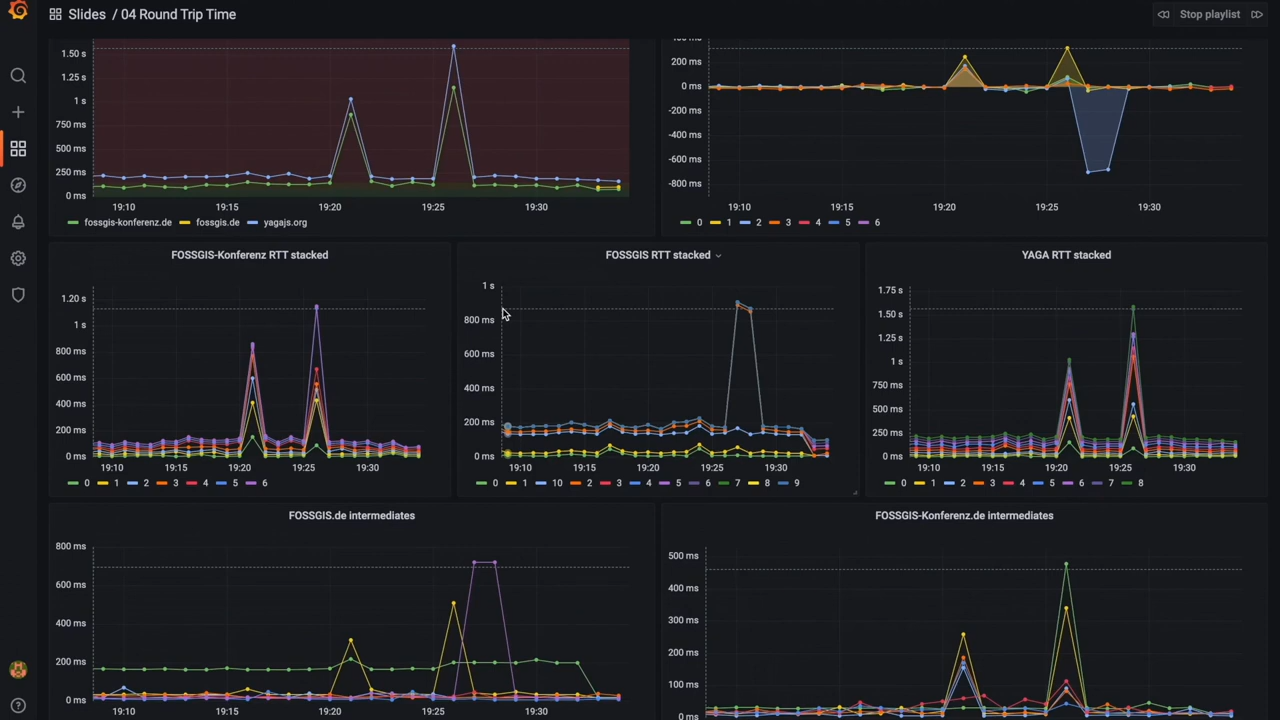 Slides / 04 Round Trip Time
Stop playlist
1.50 s
1.25 s
1 s
750 ms
500 ms
250 ms
0 ms
19:10 19:15 19:20 19:25 19:30
fossgis-konferenz.de fossgis.de yagajs.org
200 ms
0 ms
-200 ms
-400 ms
-600 ms
-800 ms
19:10 19:15 19:20 19:25 19:30
0 1 2 3 4 5 6
FOSSGIS-Konferenz RTT stacked
1.20 s
1 s
800 ms
600 ms
400 ms
200 ms
0 ms
19:10 19:15 19:20 19:25 19:30
0 1 2 3 4 5 6
FOSSGIS RTT stacked
1 s
800 ms
600 ms
400 ms
200 ms
0 ms
19:10 19:15 19:20 19:25 19:30
0 1 10 2 3 4 5 6 7 8 9
YAGA RTT stacked
1.75 s
1.50 s
1.25 s
1 s
750 ms
500 ms
250 ms
0 ms
19:10 19:15 19:20 19:25 19:30
0 1 2 3 4 5 6 7 8
FOSSGIS.de intermediates
800 ms
600 ms
400 ms
200 ms
0 ms
19:10 19:15 19:20 19:25 19:30
FOSSGIS-Konferenz.de intermediates
500 ms
400 ms
300 ms
200 ms
100 ms
0 ms